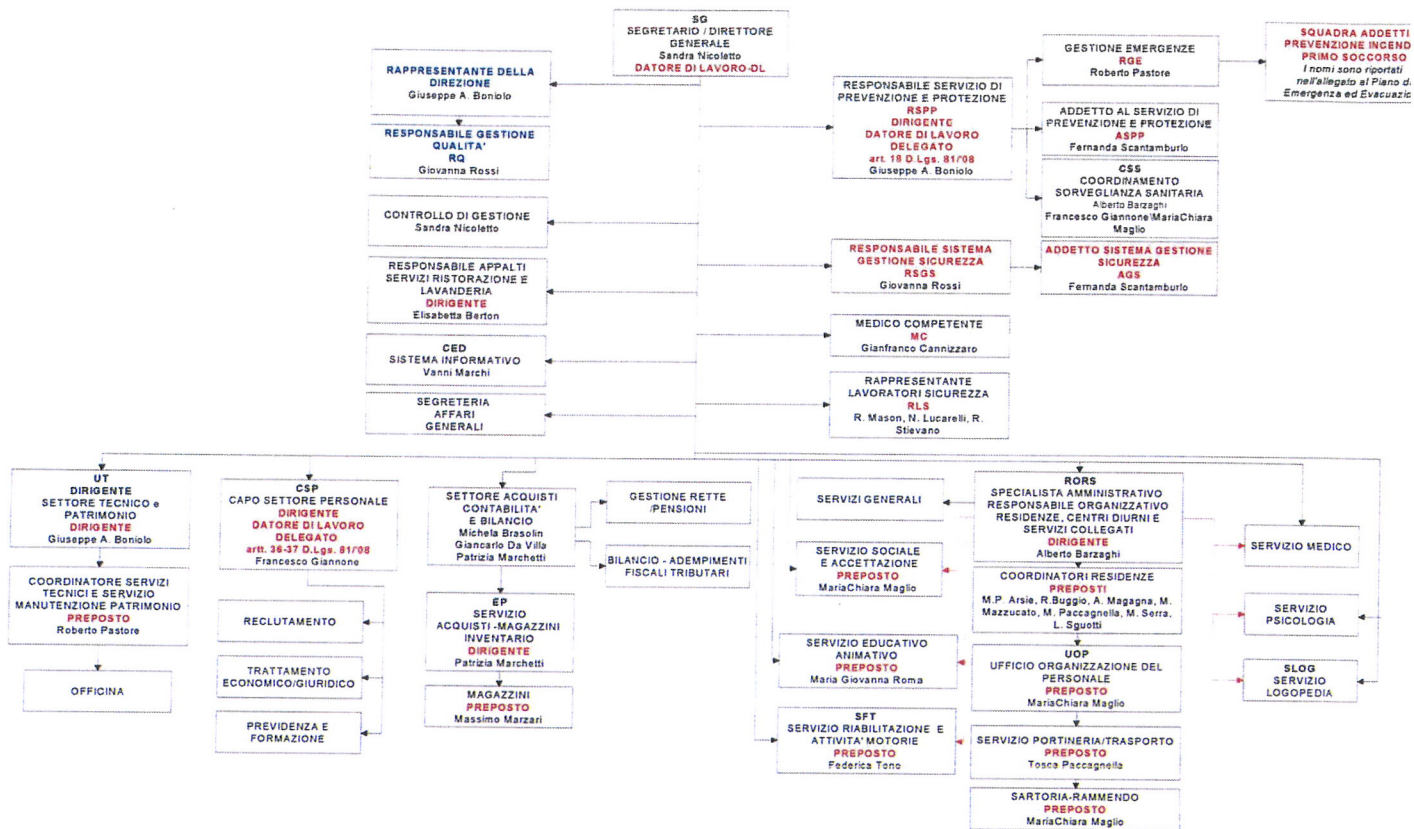 SG
SEGRETARIO / DIRETTORE
GENERALE
Sandra Nicoletto
DATORE DI LAVORO-DL
RAPPRESENTANTE DELLA
DIREZIONE
Giuseppe A. Boniolo
RESPONSABILE GESTIONE
QUALITA'
RQ
Giovanna Rossi
CONTROLLO DI GESTIONE
Sandra Nicoletto
RESPONSABILE APPALTI
SERVIZI RISTORAZIONE E
LAVANDERIA
DIRIGENTE
Elisabetta Berton
CED
SISTEMA INFORMATIVO
Vanni Marchi
SEGRETERIA
AFFARI
GENERALI
RESPONSABILE SERVIZIO DI
PREVENZIONE E PROTEZIONE
RSPP
DIRIGENTE
DATORE DI LAVORO
DELEGATO
art. 18 D.Lgs. 81/'08
Giuseppe A. Boniolo
GESTIONE EMERGENZE
RGE
Roberto Pastore
SQUADRA ADDETTI
PREVENZIONE INCENDI
PRIMO SOCCORSO
I nomi sono riportati
nell'allegato al Piano di
Emergenza ed Evacuazio
ADDETTO AL SERVIZIO DI
PREVENZIONE E PROTEZIONE
ASPP
Fernanda Scantamburlo
CSS
COORDINAMENTO
SORVEGLIANZA SANITARIA
Alberto Barzaghi
Francesco Giannone\MariaChiara
Maglio
RESPONSABILE SISTEMA
GESTIONE SICUREZZA
RSGS
Giovanna Rossi
ADDETTO SISTEMA GESTIONE
SICUREZZA
AGS
Fernanda Scantamburlo
MEDICO COMPETENTE
MC
Gianfranco Cannizzaro
RAPPRESENTANTE
LAVORATORI SICUREZZA
RLS
R. Mason, N. Lucarelli, R.
Stievano
UT
DIRIGENTE
SETTORE TECNICO e
PATRIMONIO
DIRIGENTE
Giuseppe A. Boniolo
COORDINATORE SERVIZI
TECNICI E SERVIZIO
MANUTENZIONE PATRIMONIO
PREPOSTO
Roberto Pastore
OFFICINA
CSP
CAPO SETTORE PERSONALE
DIRIGENTE
DATORE DI LAVORO
DELEGATO
artt. 36-37 D.Lgs. 81/'08
Francesco Giannone
RECLUTAMENTO
TRATTAMENTO
ECONOMICO/GIURIDICO
PREVIDENZA E
FORMAZIONE
SETTORE ACQUISTI
CONTABILITA'
E BILANCIO
Michela Brasolin
Giancarlo Da Villa
Patrizia Marchetti
GESTIONE RETTE
/PENSIONI
BILANCIO - ADEMPIMENTI
FISCALI TRIBUTARI
EP
SERVIZIO
ACQUISTI -MAGAZZINI
INVENTARIO
DIRIGENTE
Patrizia Marchetti
MAGAZZINI
PREPOSTO
Massimo Marzari
SERVIZI GENERALI
SERVIZIO SOCIALE
E ACCETTAZIONE
PREPOSTO
MariaChiara Maglio
SERVIZIO EDUCATIVO
ANIMATIVO
PREPOSTO
Maria Giovanna Roma
SFT
SERVIZIO RIABILITAZIONE E
ATTIVITA' MOTORIE
PREPOSTO
Federica Tono
RORS
SPECIALISTA AMMINISTRATIVO
RESPONSABILE ORGANIZZATIVO
RESIDENZE, CENTRI DIURNI E
SERVIZI COLLEGATI
DIRIGENTE
Alberto Barzaghi
COORDINATORI RESIDENZE
PREPOSTI
M.P. Arsie, R.Buggio, A. Magagna, M.
Mazzucato, M. Paccagnella, M. Serra,
L. Sguotti
UOP
UFFICIO ORGANIZZAZIONE DEL
PERSONALE
PREPOSTO
MariaChiara Maglio
SERVIZIO PORTINERIA/TRASPORTO
PREPOSTO
Tosca Paccagnella
SARTORIA-RAMMENDO
PREPOSTO
MariaChiara Maglio
SERVIZIO MEDICO
SERVIZIO
PSICOLOGIA
SLOG
SERVIZIO
LOGOPEDIA